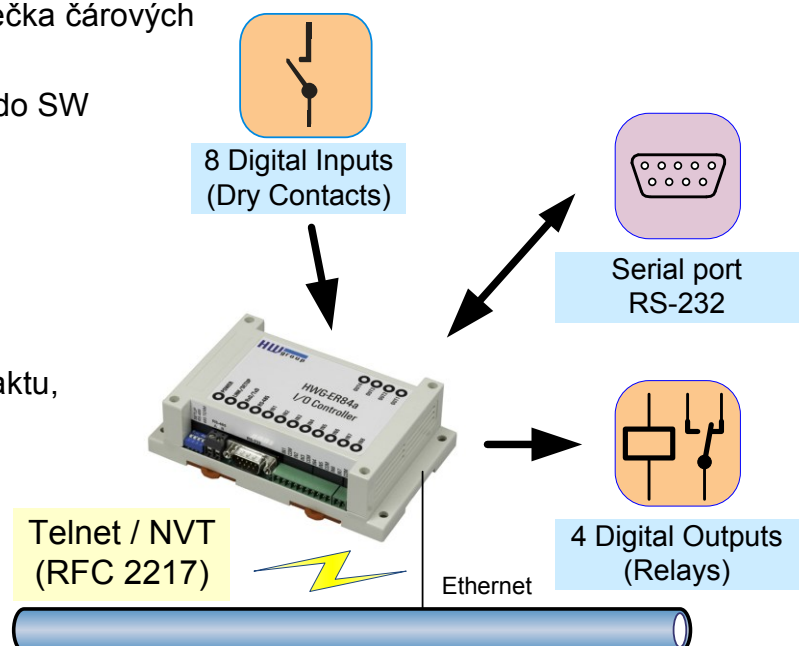 ečka čárových
do SW
8 Digital Inputs
(Dry Contacts)
Serial port
RS-232
aktu,
HW group
HWG-ER84a
I/O Controller
Telnet / NVT
(RFC 2217)
4 Digital Outputs
(Relays)
Ethernet